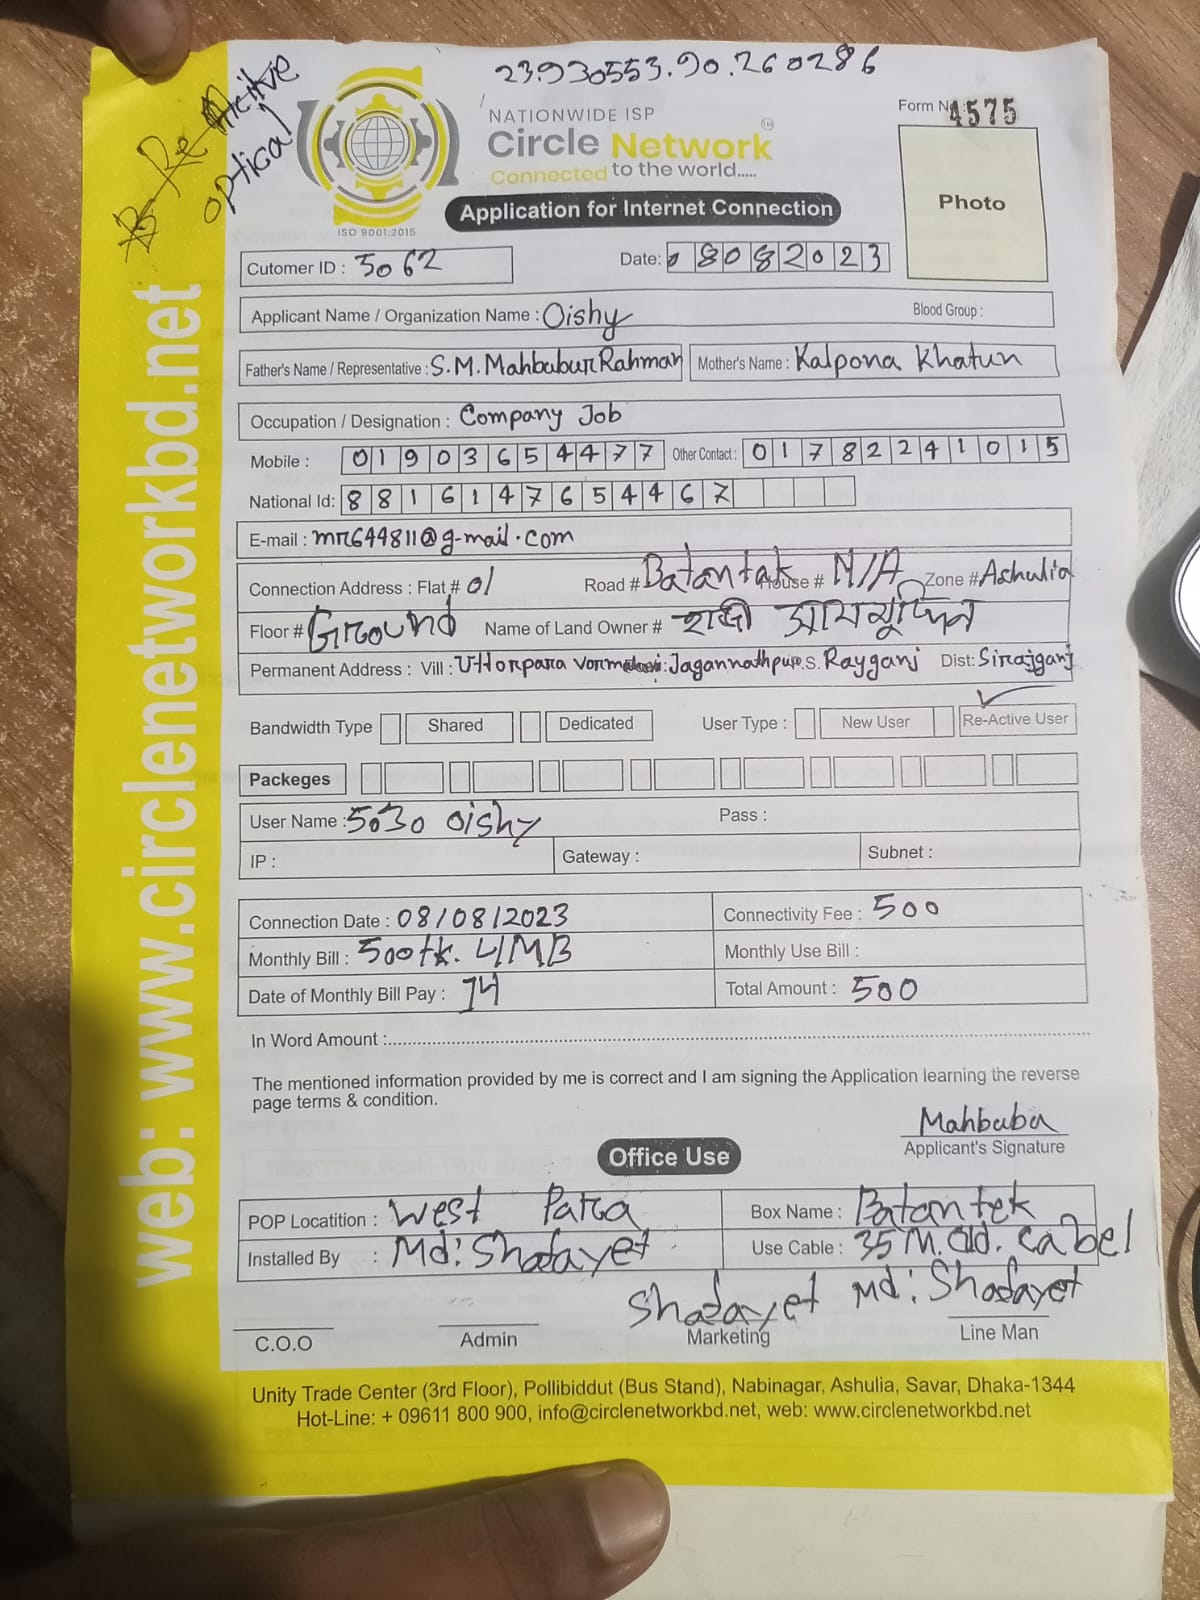 23.930553.90.260286
optical
NATIONWIDE ISP
Form No 4575
Circle Network
Connected to the world.....
Photo
Application for Internet Connection
ISO 9001:2015
Cutomer ID : 5062
Date: 08082023
Applicant Name / Organization Name : Oishy
Blood Group :
Father's Name / Representative : S.M. Mahbubur Rahman
Mother's Name : Kalpona Khatun
Occupation / Designation : Company Job
Mobile : 01903654477 Other Contact : 01782241015
National Id: 8816147654467
E-mail : mr644811@g-mail.com
Connection Address : Flat # 01 Road # Batantak House # N/A Zone # Ashulia
Floor # Ground Name of Land Owner # হাজী
Permanent Address : Vill : Uttorpara Jagannathpur P.S. Rayganj Dist: Sirajganj
Bandwidth Type Shared Dedicated User Type : New User Re-Active User
Packeges
User Name : 5030 oishy Pass :
IP : Gateway : Subnet :
Connection Date : 08/08/2023 Connectivity Fee : 500
Monthly Bill : 500tk. 4MB Monthly Use Bill :
Date of Monthly Bill Pay : 14 Total Amount : 500
In Word Amount :
The mentioned information provided by me is correct and I am signing the Application learning the reverse
page terms & condition.
Mahbubur
Applicant's Signature
Office Use
POP Locatition : West Para Box Name : Batantek
Installed By : Md: Shadayet Use Cable : 35 M. Old. Cabel
Shadayet Md: Shadayet
C.O.O Admin Marketing Line Man
Unity Trade Center (3rd Floor), Pollibiddut (Bus Stand), Nabinagar, Ashulia, Savar, Dhaka-1344
Hot-Line: + 09611 800 900, info@circlenetworkbd.net, web: www.circlenetworkbd.net
web: www.circlenetworkbd.net